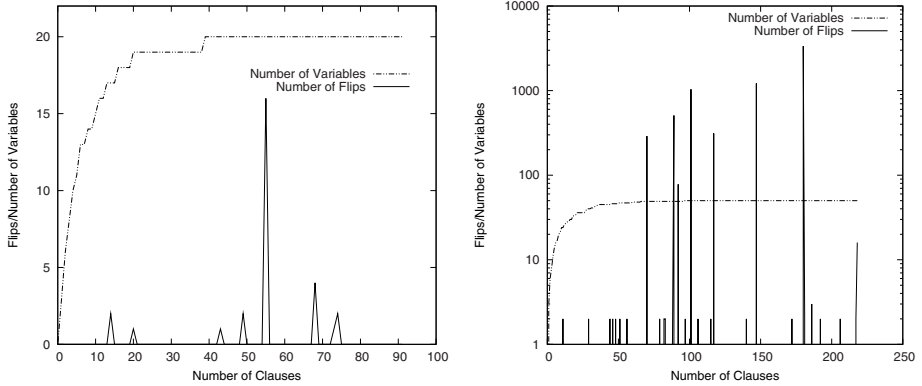 20
15
10
5
0
Flips/Number of Variables
Number of Variables
Number of Flips
0 10 20 30 40 50 60 70 80 90 100
Number of Clauses
10000
1000
100
10
1
Flips/Number of Variables
Number of Variables
Number of Flips
0 50 100 150 200 250
Number of Clauses